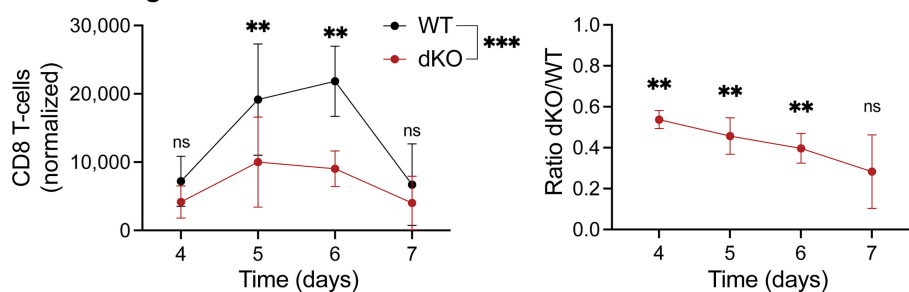 30,000
20,000
10,000
0
CD8 T-cells
(normalized)
ns
**
**
ns
WT
dKO
***
4
5
6
7
Time (days)
1.0
0.8
0.6
0.4
0.2
0.0
Ratio dKO/WT
**
**
**
ns
4
5
6
7
Time (days)